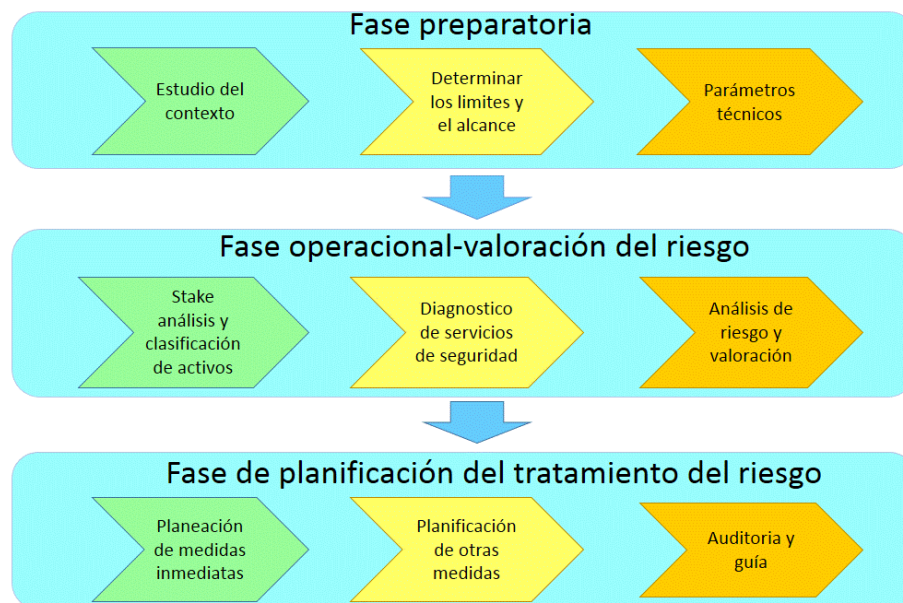 Fase preparatoria
Estudio del
contexto
Determinar
los limites y
el alcance
Parámetros
técnicos
Fase operacional-valoración del riesgo
Stake
análisis y
clasificación
de activos
Diagnostico
de servicios
de seguridad
Análisis de
riesgo y
valoración
Fase de planificación del tratamiento del riesgo
Planeación
de medidas
inmediatas
Planificación
de otras
medidas
Auditoria y
guía